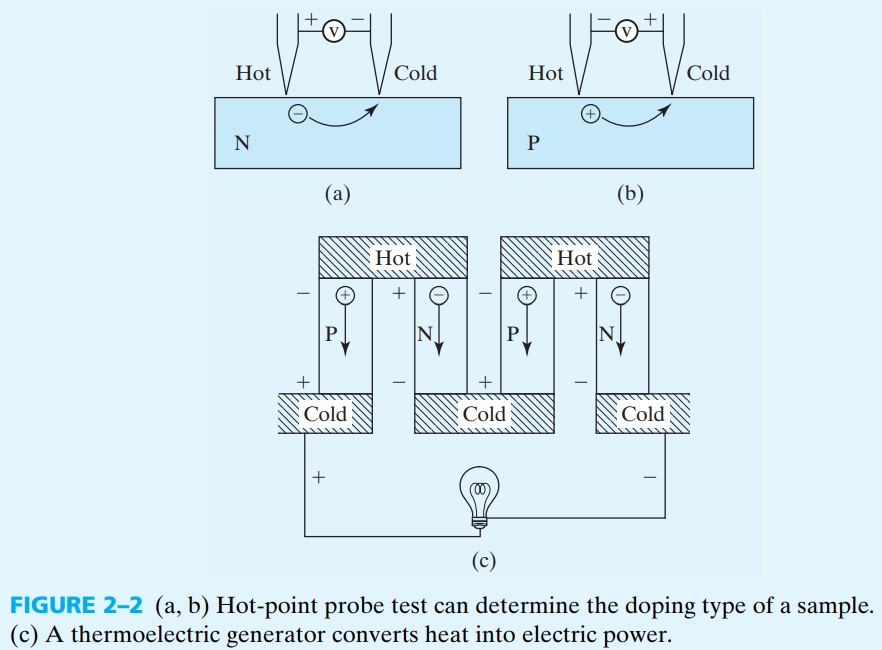 + V −
− V +
Hot Cold
Hot Cold
−
+
N
P
(a)
(b)
Hot
Hot
− + + − − + + −
P N P N
+ − + −
Cold
Cold
Cold
+ −
(c)
FIGURE 2–2 (a, b) Hot-point probe test can determine the doping type of a sample.
(c) A thermoelectric generator converts heat into electric power.